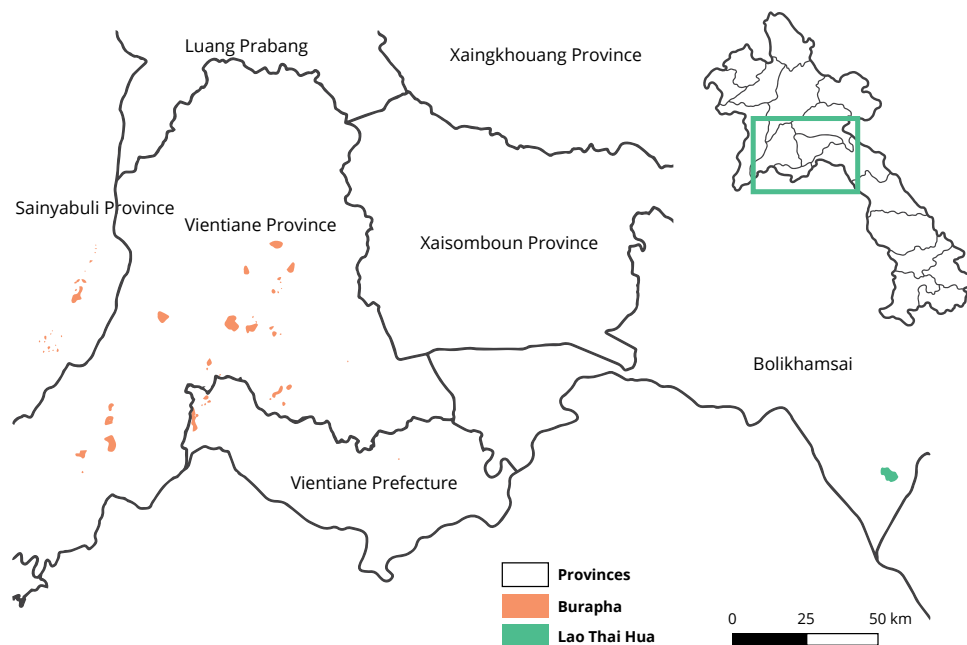 Luang Prabang
Xaingkhouang Province
Sainyabuli Province
Vientiane Province
Xaisomboun Province
Bolikhamsai
Vientiane Prefecture
Provinces
Burapha
Lao Thai Hua
0 25 50 km